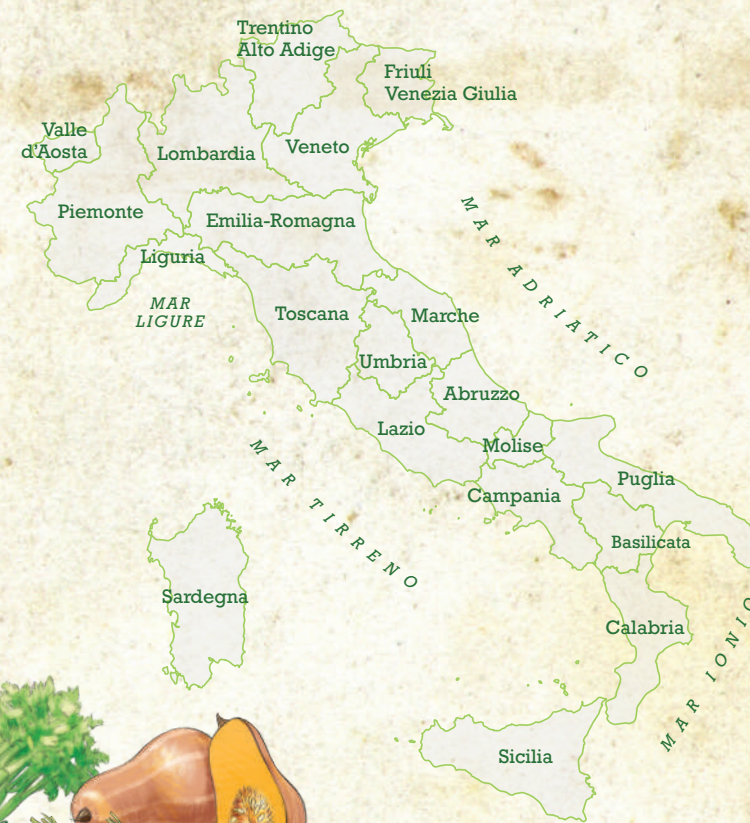 Trentino
Alto Adige
Friuli
Venezia Giulia
Valle
d'Aosta
Lombardia
Veneto
Piemonte
Emilia-Romagna
Liguria
MAR
LIGURE
Toscana
Marche
MAR ADRIATICO
Umbria
Abruzzo
Lazio
Molise
MAR TIRRENO
Campania
Puglia
Basilicata
Sardegna
Calabria
MAR IONIC
Sicilia